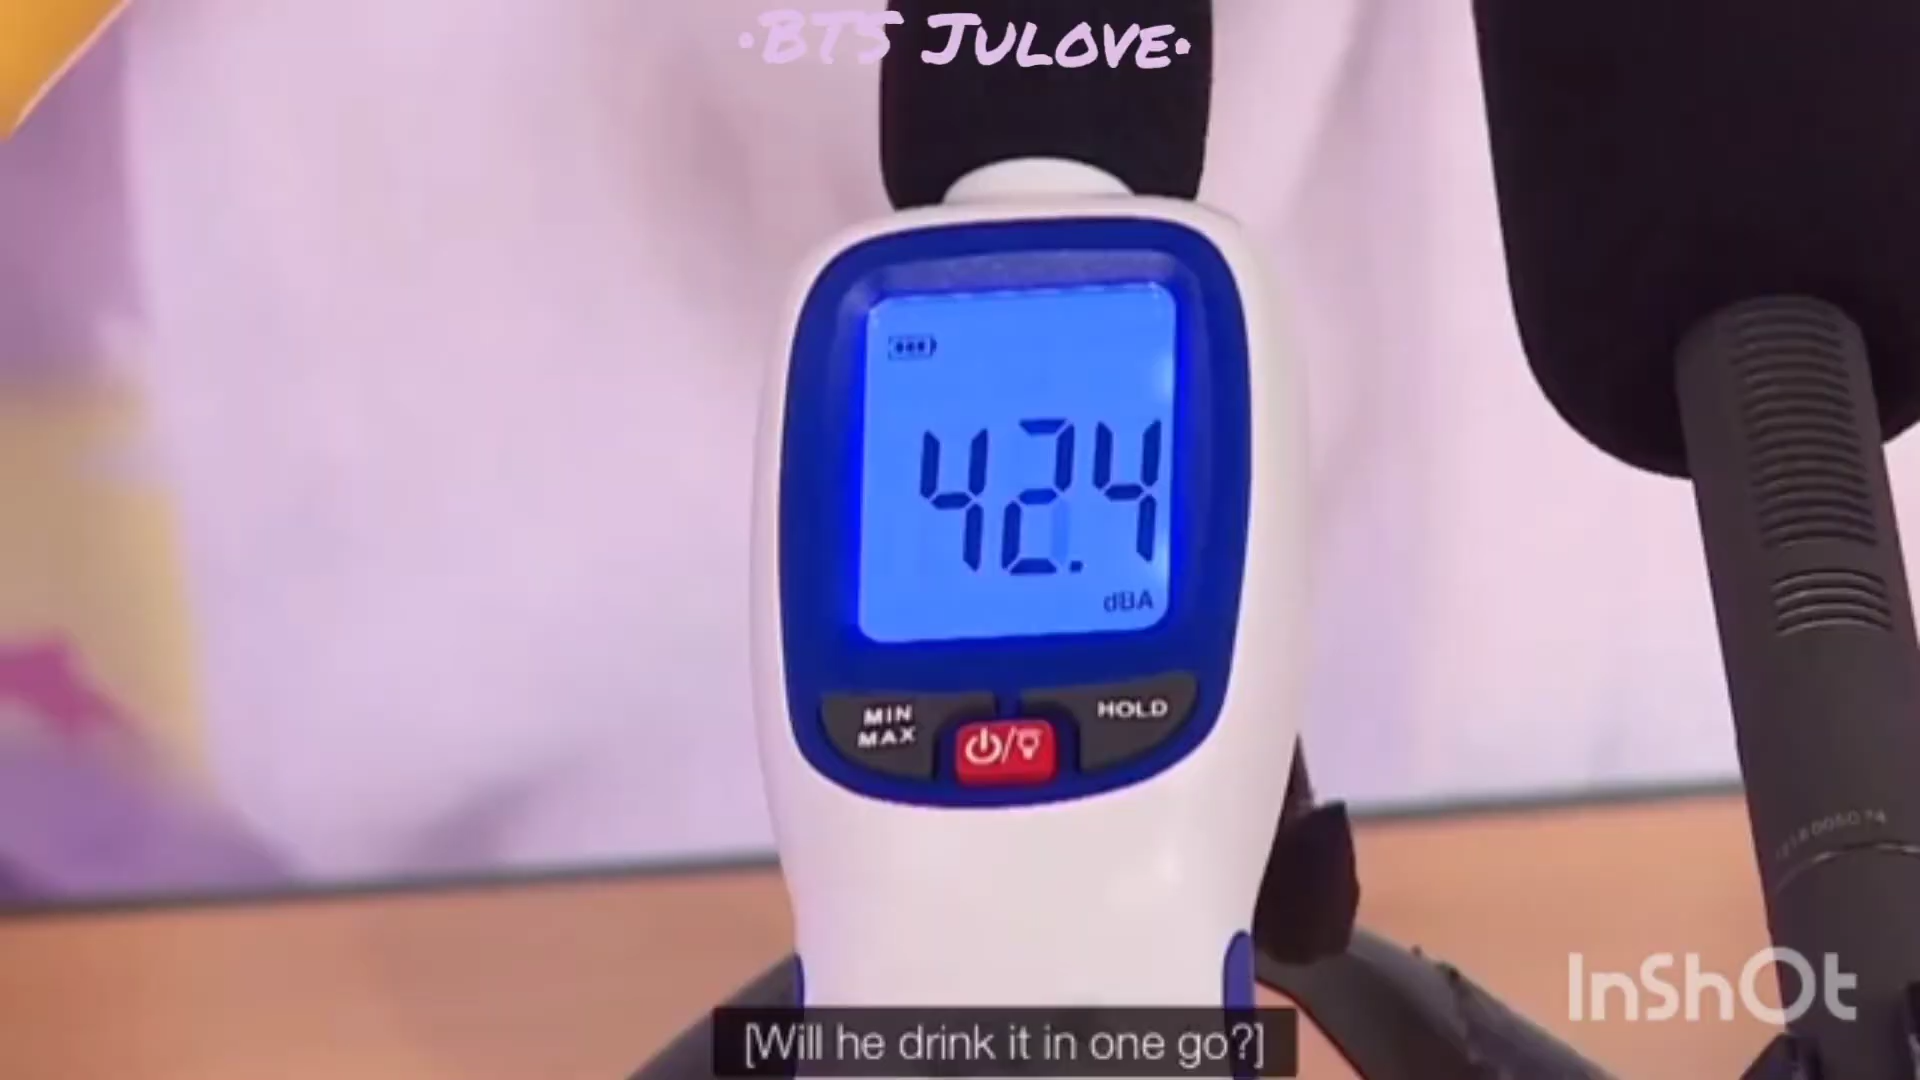 •BTS JULOVE•
42.4
dBA
MIN
MAX
HOLD
InShOt
[Will he drink it in one go?]